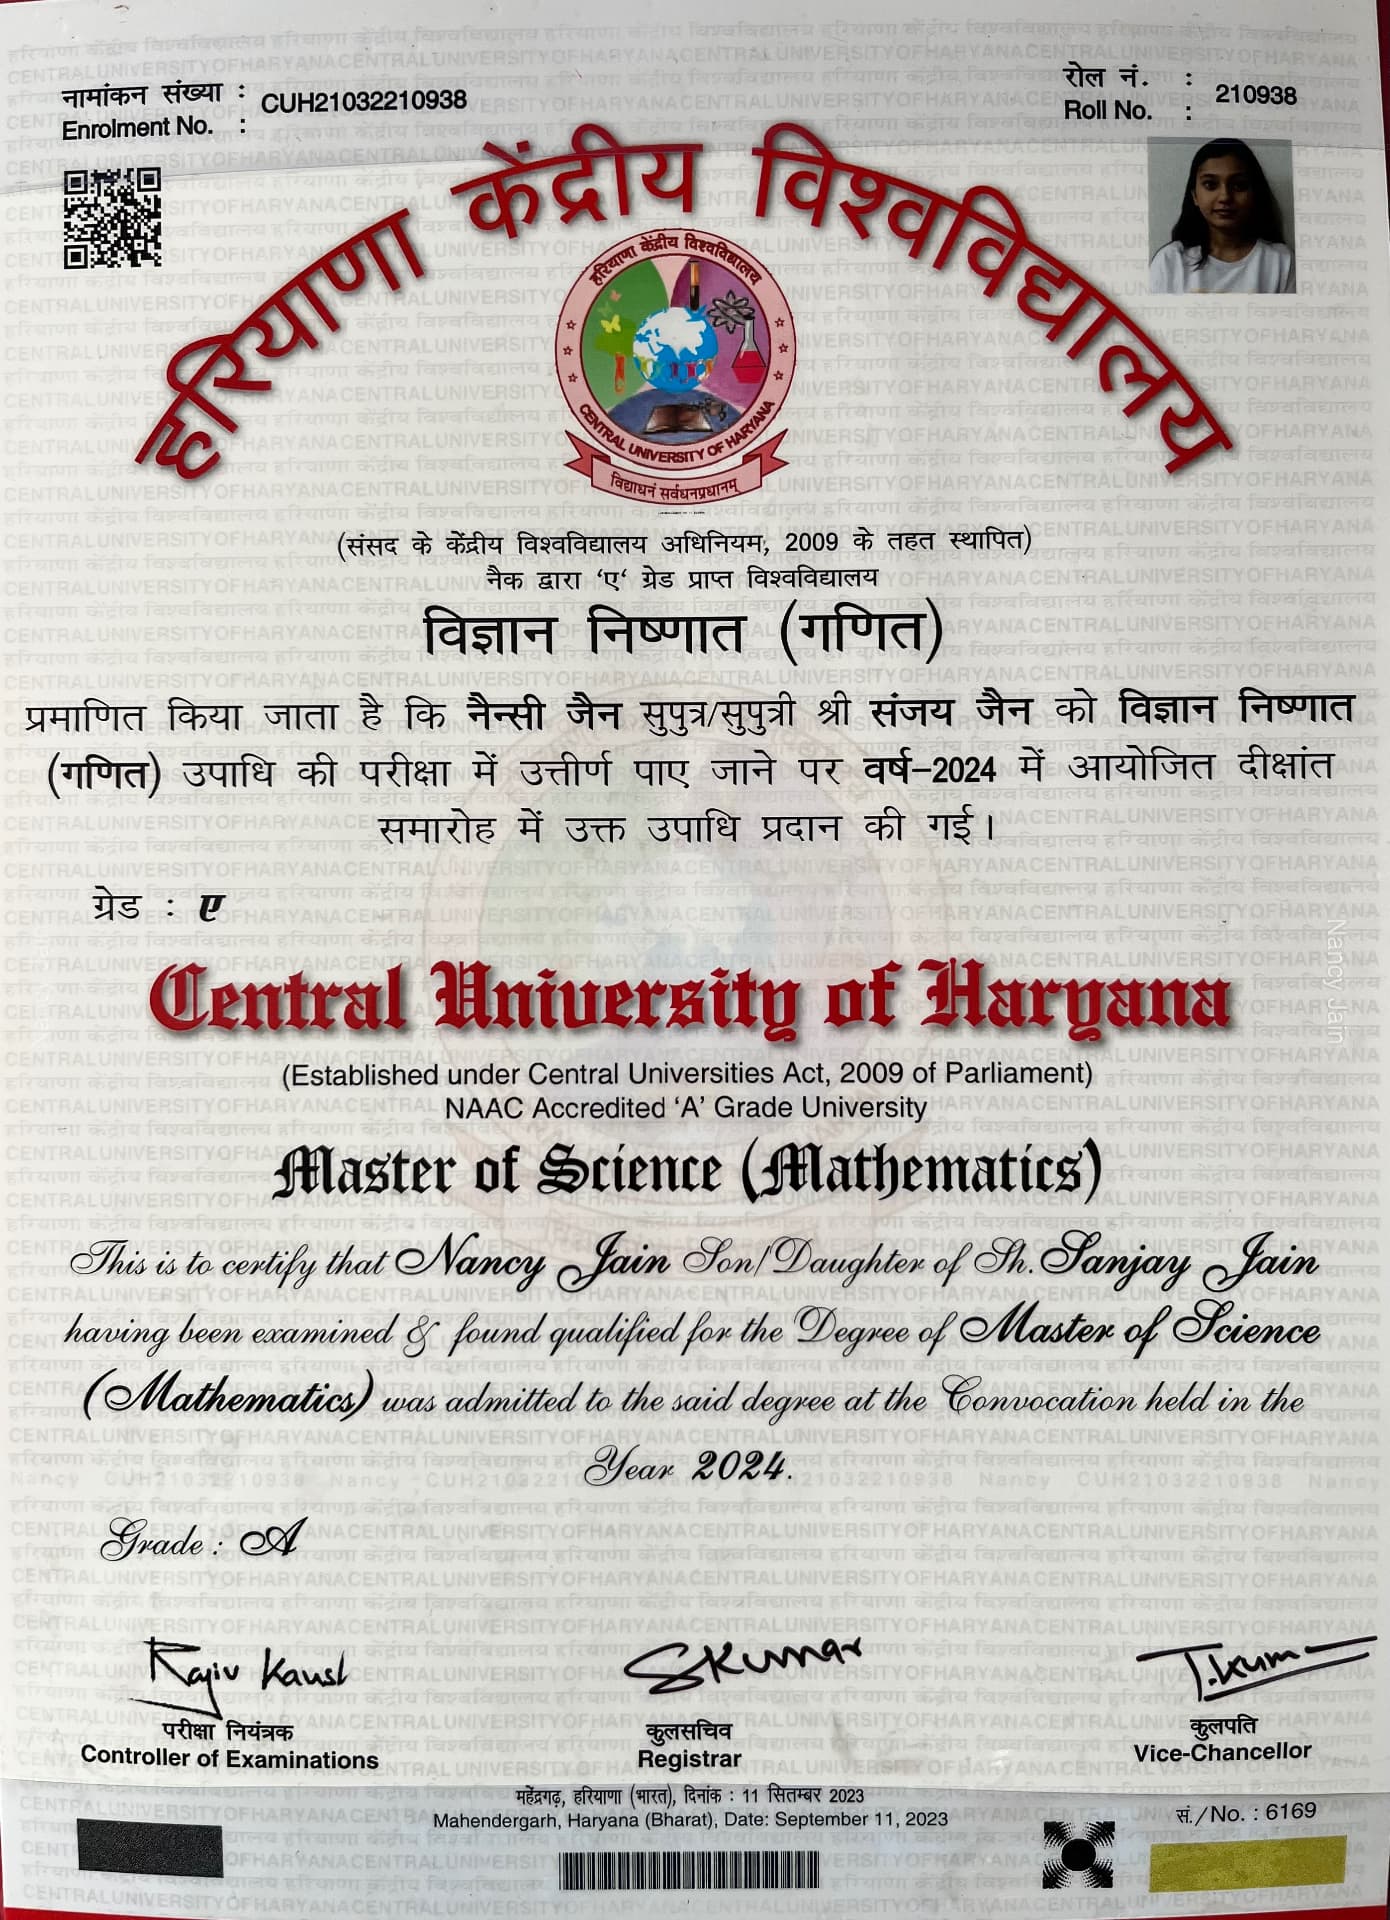 नामांकन संख्या :
Enrolment No. :
CUH21032210938
रोल नं. :
Roll No. :
210938
हरियाणा केंद्रीय विश्वविद्यालय
हरियाणा केंद्रीय विश्वविद्यालय
CENTRAL UNIVERSITY OF HARYANA
विद्याधनं सर्वधनप्रधानम्
(संसद के केंद्रीय विश्वविद्यालय अधिनियम, 2009 के तहत स्थापित)
नैक द्वारा ‘ए‘ ग्रेड प्राप्त विश्वविद्यालय
विज्ञान निष्णात (गणित)
प्रमाणित किया जाता है कि नैन्सी जैन सुपुत्र/सुपुत्री श्री संजय जैन को विज्ञान निष्णात
(गणित) उपाधि की परीक्षा में उत्तीर्ण पाए जाने पर वर्ष-2024 में आयोजित दीक्षांत
समारोह में उक्त उपाधि प्रदान की गई।
ग्रेड : ए
Nancy Jain
Central University of Haryana
(Established under Central Universities Act, 2009 of Parliament)
NAAC Accredited ‘A’ Grade University
Master of Science (Mathematics)
This is to certify that Nancy Jain Son/Daughter of Sh. Sanjay Jain
having been examined & found qualified for the Degree of Master of Science
(Mathematics) was admitted to the said degree at the Convocation held in the
Year 2024.
Grade : A
Rajiv Kaush
SKumar
T.Kum
परीक्षा नियंत्रक
Controller of Examinations
कुलसचिव
Registrar
कुलपति
Vice-Chancellor
महेंद्रगढ़, हरियाणा (भारत), दिनांक : 11 सितम्बर 2023
Mahendergarh, Haryana (Bharat), Date: September 11, 2023
सं./No. : 6169